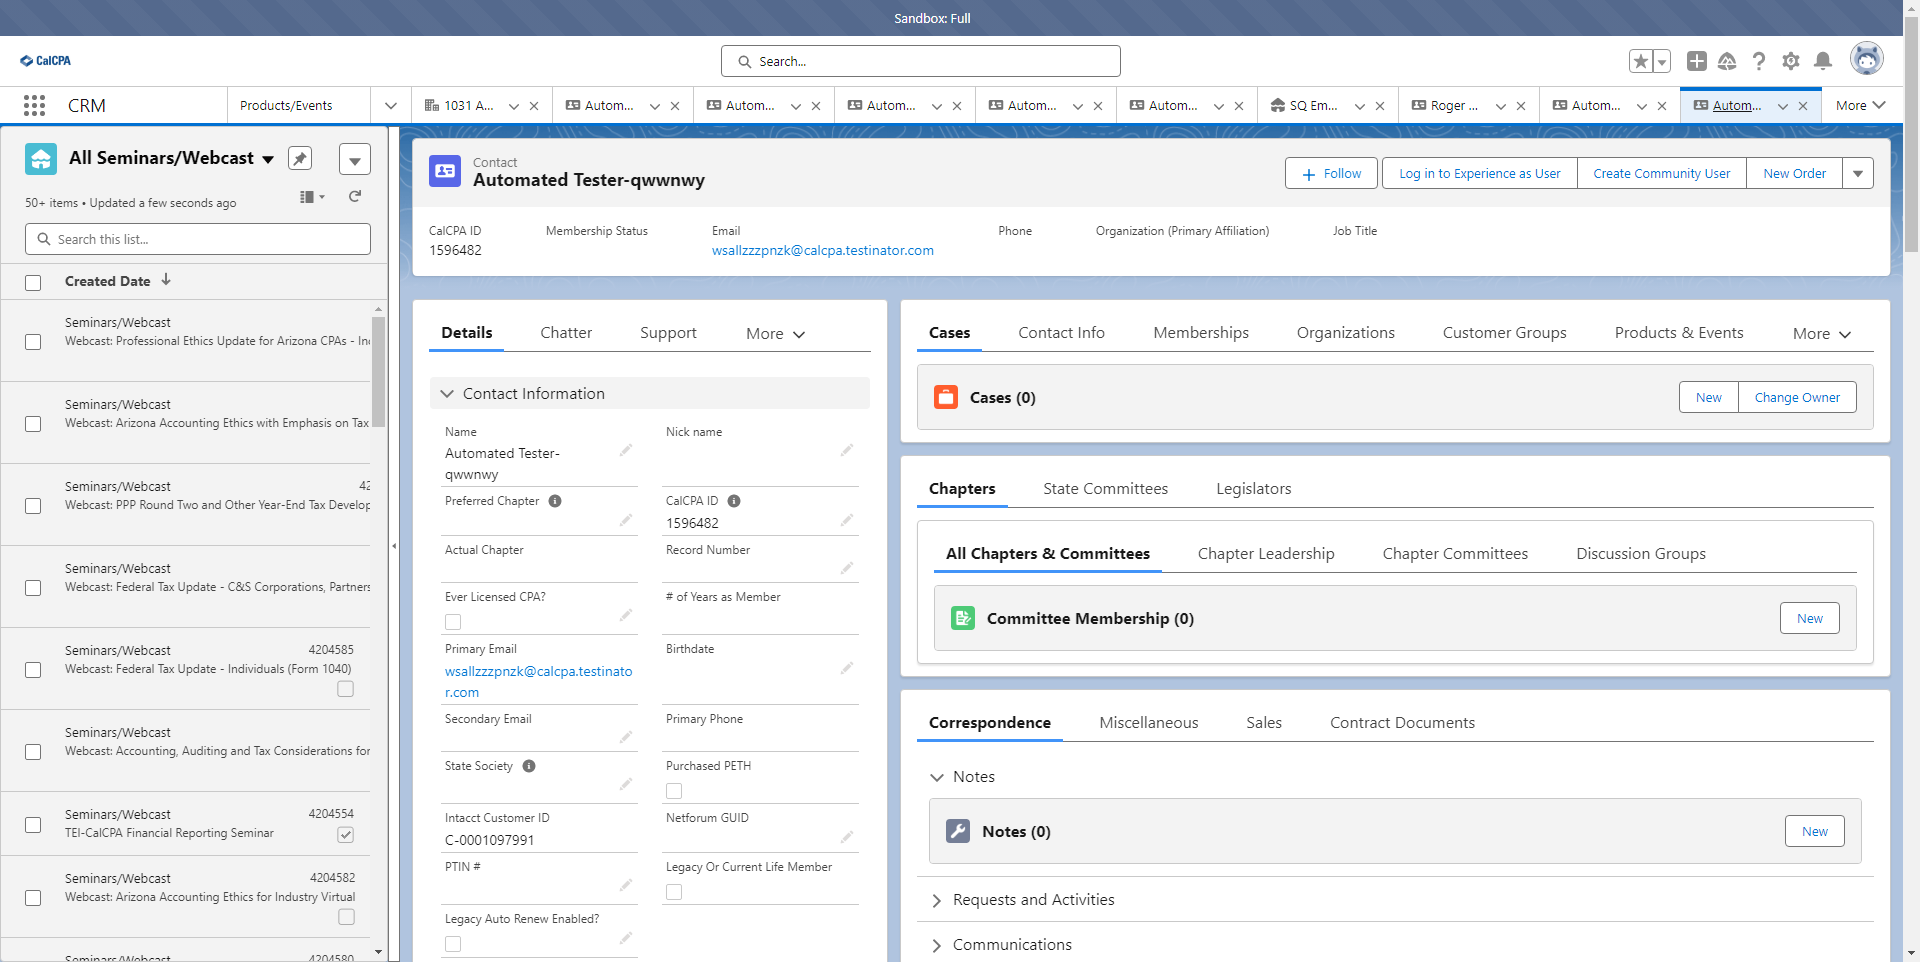 Sandbox: Full
CalCPA
Search...
CRM
Products/Events
1031 A...
Autom...
Autom...
Autom...
Autom...
Autom...
SQ Em...
Roger ...
Autom...
Autom...
More
All Seminars/Webcast
50+ items • Updated a few seconds ago
Search this list...
Created Date
Seminars/Webcast
Webcast: Professional Ethics Update for Arizona CPAs - In
Seminars/Webcast
Webcast: Arizona Accounting Ethics with Emphasis on Tax
Seminars/Webcast
42
Webcast: PPP Round Two and Other Year-End Tax Develop
Seminars/Webcast
Webcast: Federal Tax Update - C&S Corporations, Partners
Seminars/Webcast
4204585
Webcast: Federal Tax Update - Individuals (Form 1040)
Seminars/Webcast
Webcast: Accounting, Auditing and Tax Considerations for
Seminars/Webcast
4204554
TEI-CalCPA Financial Reporting Seminar
Seminars/Webcast
4204582
Webcast: Arizona Accounting Ethics for Industry Virtual
Seminars/Webcast
4204580
Contact
Automated Tester-qwwnwy
Follow
Log in to Experience as User
Create Community User
New Order
CalCPA ID
1596482
Membership Status
Email
wsallzzzpnzk@calcpa.testinator.com
Phone
Organization (Primary Affiliation)
Job Title
Details
Chatter
Support
More
Contact Information
Name
Automated Tester-
qwwnwy
Nick name
Preferred Chapter
CalCPA ID
1596482
Actual Chapter
Record Number
Ever Licensed CPA?
# of Years as Member
Primary Email
wsallzzzpnzk@calcpa.testinato
r.com
Birthdate
Secondary Email
Primary Phone
State Society
Purchased PETH
Intacct Customer ID
C-0001097991
Netforum GUID
PTIN #
Legacy Or Current Life Member
Legacy Auto Renew Enabled?
Cases
Contact Info
Memberships
Organizations
Customer Groups
Products & Events
More
Cases (0)
New
Change Owner
Chapters
State Committees
Legislators
All Chapters & Committees
Chapter Leadership
Chapter Committees
Discussion Groups
Committee Membership (0)
New
Correspondence
Miscellaneous
Sales
Contract Documents
Notes
Notes (0)
New
Requests and Activities
Communications